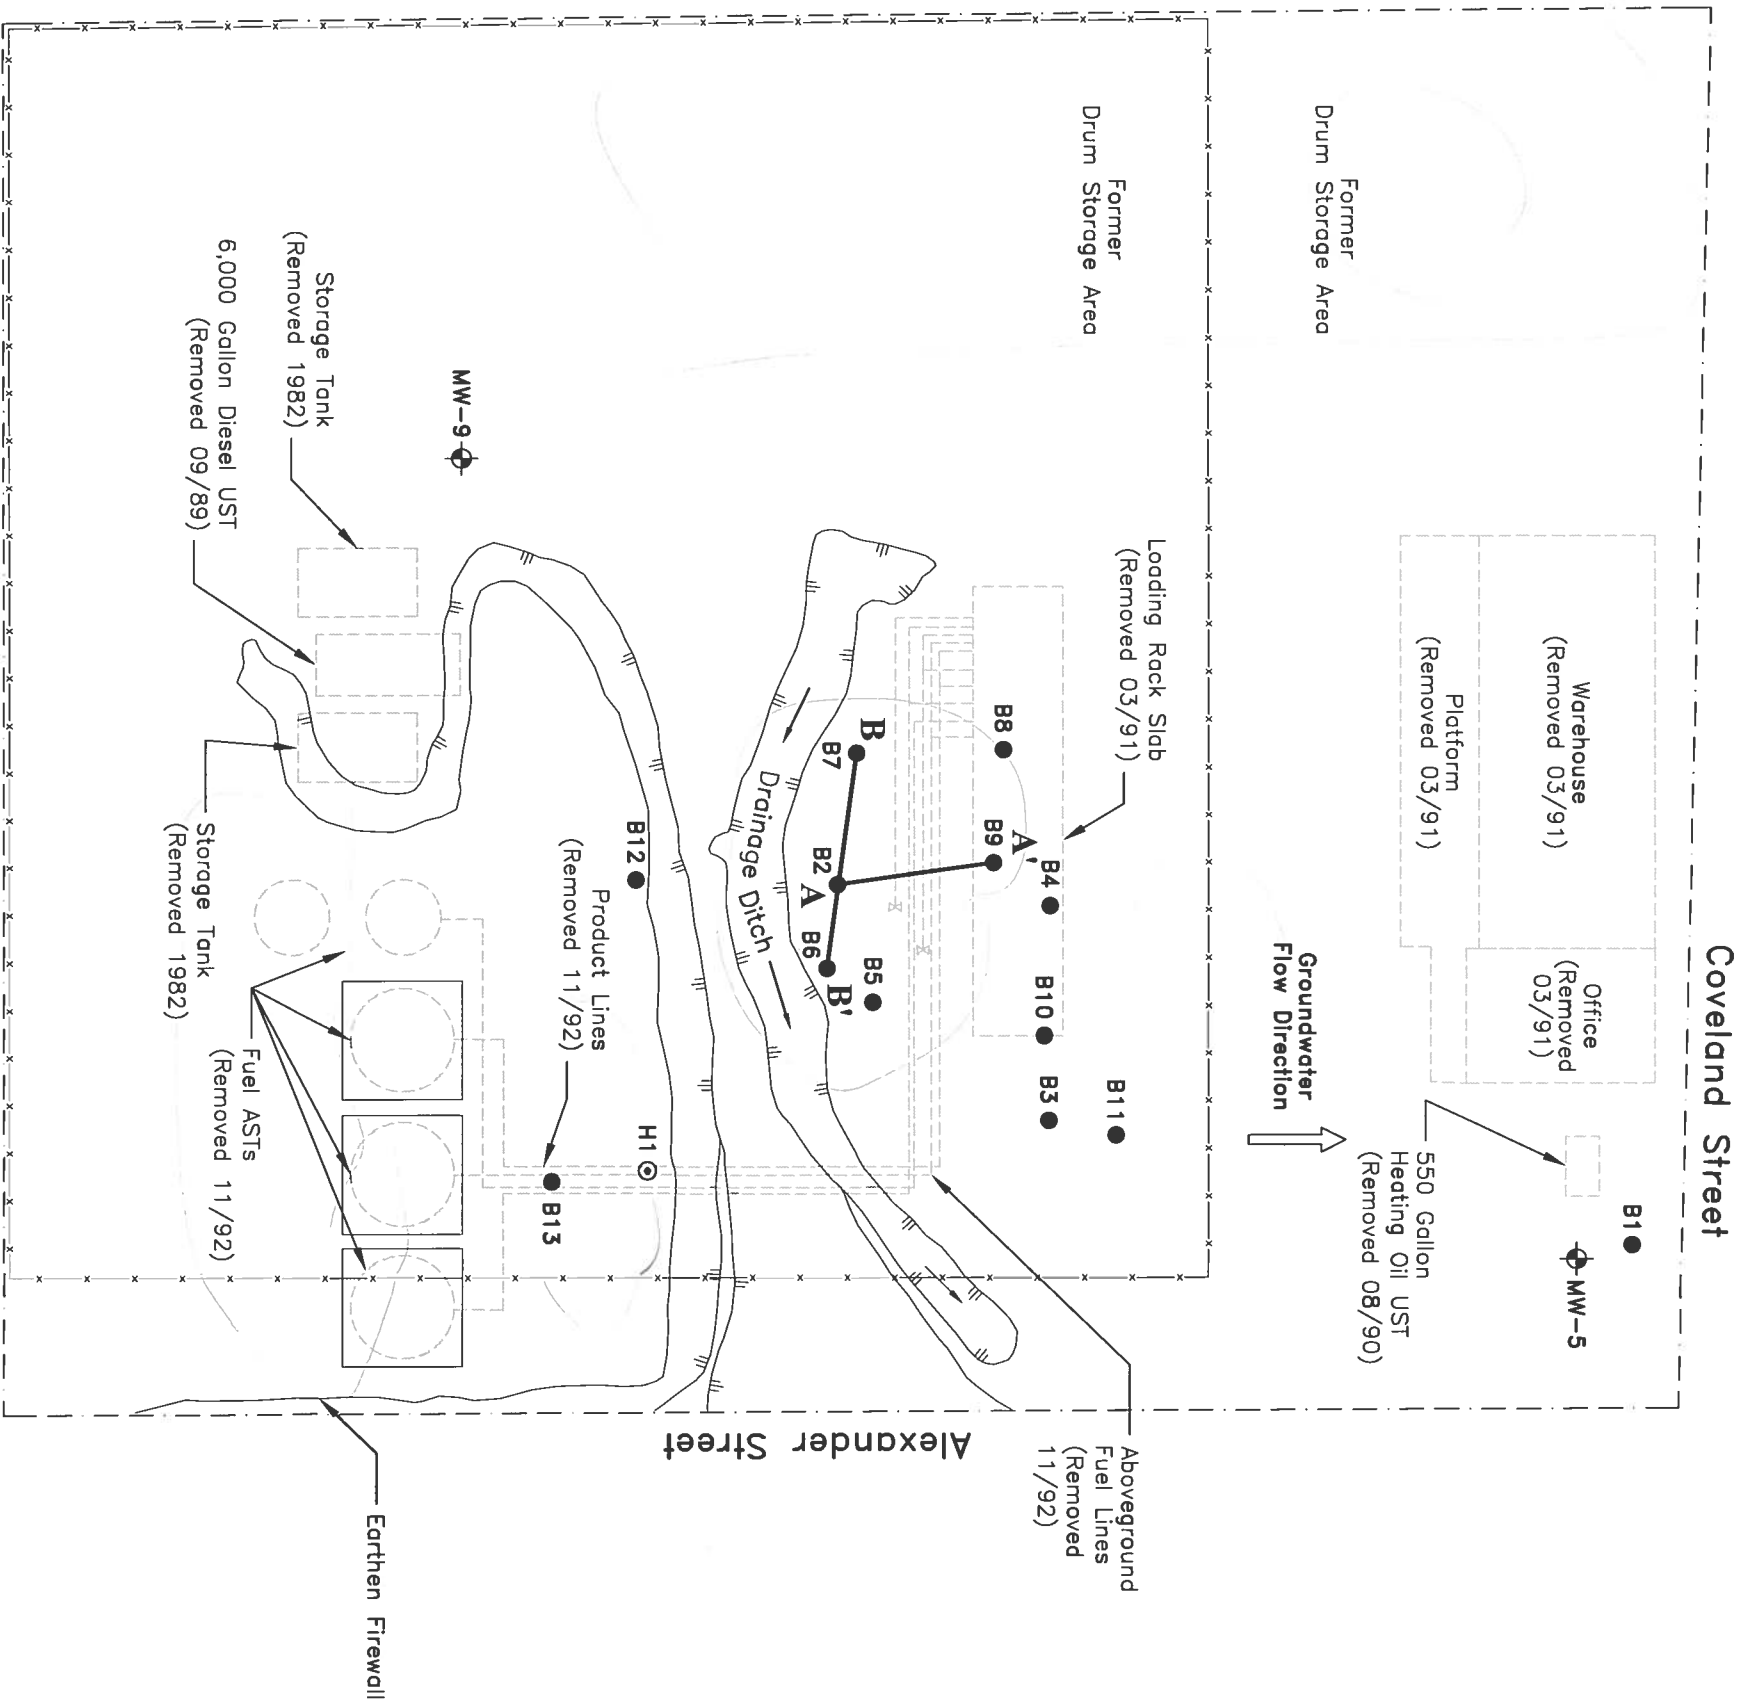 Coveland Street
Former
Drum Storage Area
Former
Drum Storage Area
Warehouse
(Removed 03/91)
Platform
(Removed 03/91)
Office
(Removed
03/91)
B1
MW-5
550 Gallon
Heating Oil UST
(Removed 08/90)
Groundwater
Flow Direction
Loading Rack Slab
(Removed 03/91)
B8
B9
A'
B4
B10
B3
B11
B
B7
B2
A
B6
B'
B5
Drainage Ditch
B12
Product Lines
(Removed 11/92)
H1
B13
MW-9
Storage Tank
(Removed 1982)
6,000 Gallon Diesel UST
(Removed 09/89)
Storage Tank
(Removed 1982)
Fuel ASTs
(Removed 11/92)
Aboveground
Fuel Lines
(Removed
11/92)
Alexander Street
Earthen Firewall